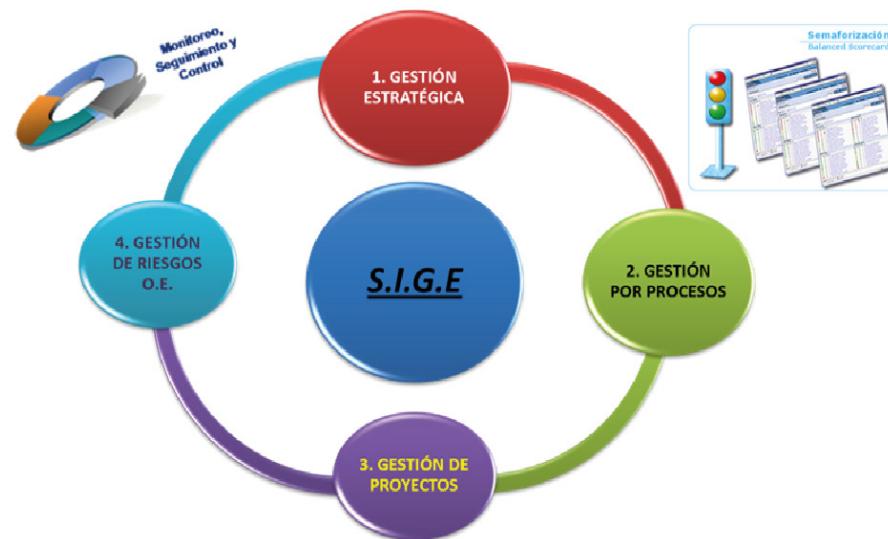 Monitoreo,
Seguimiento y
Control
1. GESTIÓN
ESTRATÉGICA
Semaforización
Balanced Scorecard
4. GESTIÓN
DE RIESGOS
O.E.
S.I.G.E
2. GESTIÓN
POR PROCESOS
3. GESTIÓN DE
PROYECTOS